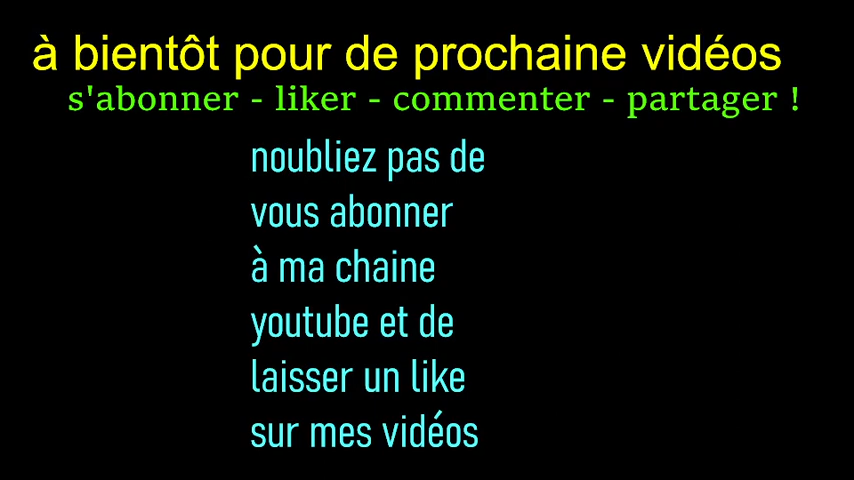 à bientôt pour de prochaine vidéos
s'abonner - liker - commenter - partager !
noubliez pas de
vous abonner
à ma chaine
youtube et de
laisser un like
sur mes vidéos